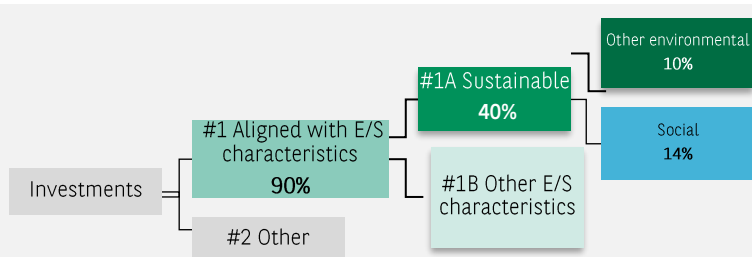 Other environmental
10%
#1A Sustainable
40%
#1 Aligned with E/S
characteristics
90%
Social
14%
Investments
#1B Other E/S
characteristics
#2 Other